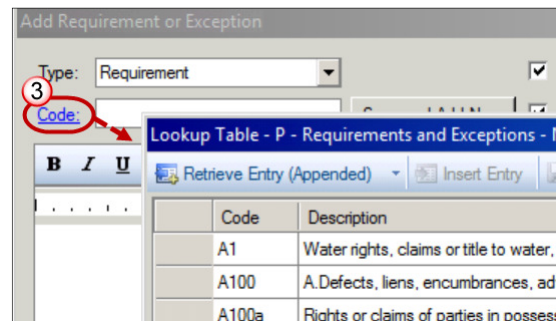 Add Requirement or Exception
Type: Requirement
3
Code:
Lookup Table - P - Requirements and Exceptions -
B I U
Retrieve Entry (Appended) Insert Entry
Code Description
A1 Water rights, claims or title to water,
A100 A.Defects, liens, encumbrances, ad
A100a Rights or claims of parties in possess